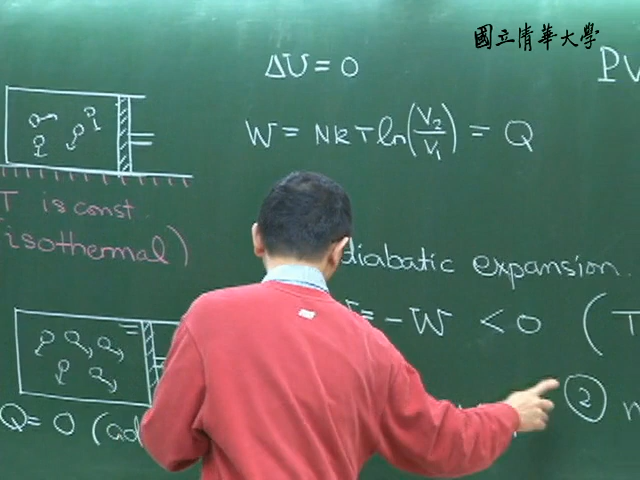 國立清華大學
ΔU = 0
PV
W = NkT ln(V₂/V₁) = Q
T is const
(isothermal)
diabatic expansion.
= -W < 0 (T
Q = 0 (ad
②